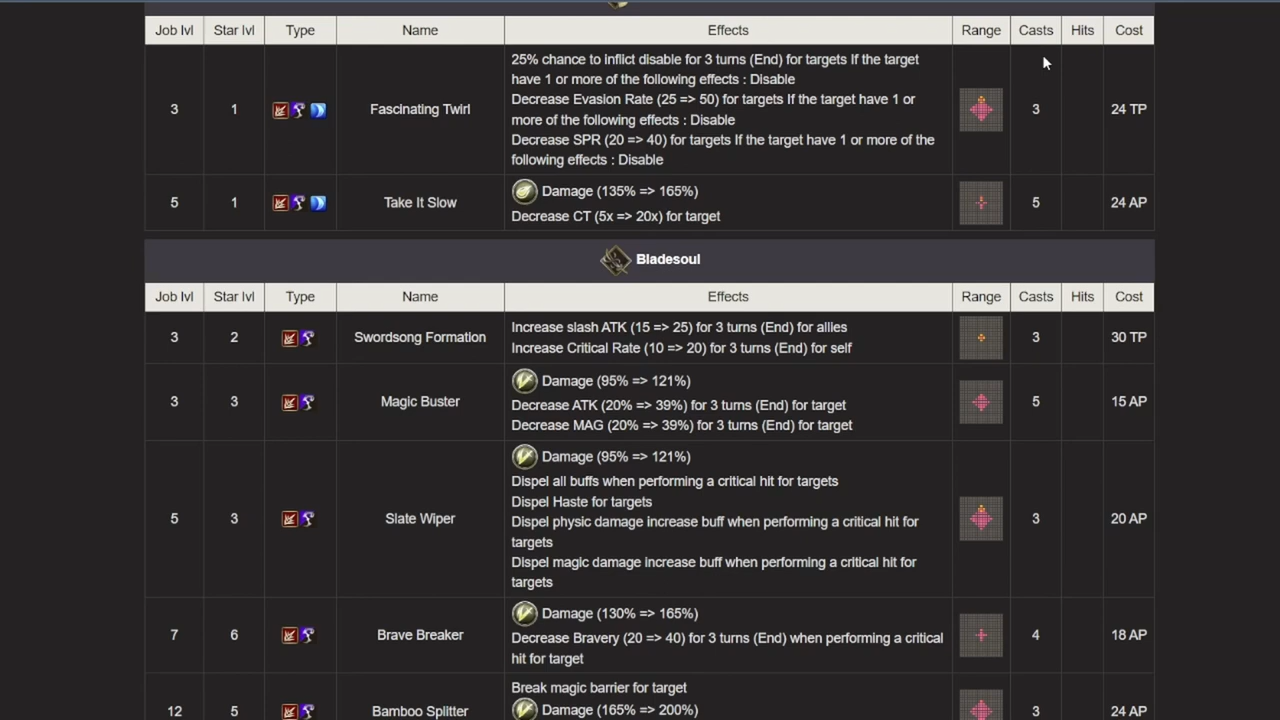 Job lvl Star lvl Type Name Effects Range Casts Hits Cost
25% chance to inflict disable for 3 turns (End) for targets If the target
have 1 or more of the following effects : Disable
Decrease Evasion Rate (25 => 50) for targets If the target have 1 or
3 1 Fascinating Twirl 3 24 TP
more of the following effects : Disable
Decrease SPR (20 => 40) for targets If the target have 1 or more of the
following effects : Disable
Damage (135% => 165%)
5 1 Take It Slow 5 24 AP
Decrease CT (5x => 20x) for target
Bladesoul
Job lvl Star lvl Type Name Effects Range Casts Hits Cost
Increase slash ATK (15 => 25) for 3 turns (End) for allies
3 2 Swordsong Formation 3 30 TP
Increase Critical Rate (10 => 20) for 3 turns (End) for self
Damage (95% => 121%)
3 3 Magic Buster 5 15 AP
Decrease ATK (20% => 39%) for 3 turns (End) for target
Decrease MAG (20% => 39%) for 3 turns (End) for target
Damage (95% => 121%)
Dispel all buffs when performing a critical hit for targets
Dispel Haste for targets
5 3 Slate Wiper 3 20 AP
Dispel physic damage increase buff when performing a critical hit for
targets
Dispel magic damage increase buff when performing a critical hit for
targets
Damage (130% => 165%)
7 6 Brave Breaker 4 18 AP
Decrease Bravery (20 => 40) for 3 turns (End) when performing a critical
hit for target
Break magic barrier for target
12 5 Bamboo Splitter 3 24 AP
Damage (165% => 200%)